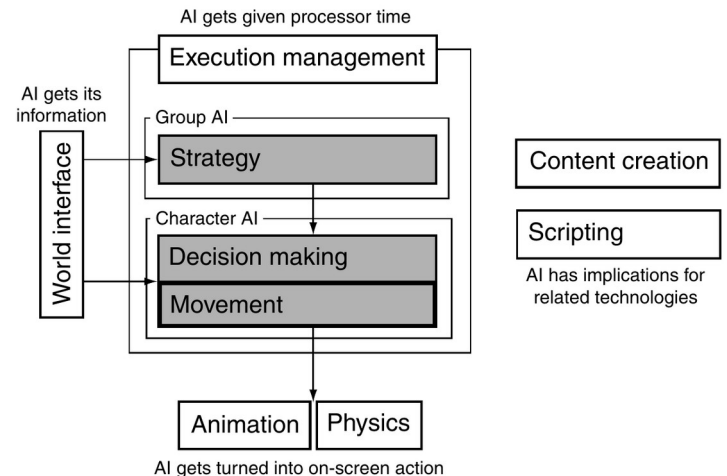 AI gets given processor time
Execution management
AI gets its
information
Group AI
Strategy
World interface
Character AI
Decision making
Movement
Animation
Physics
AI gets turned into on-screen action
Content creation
Scripting
AI has implications for
related technologies